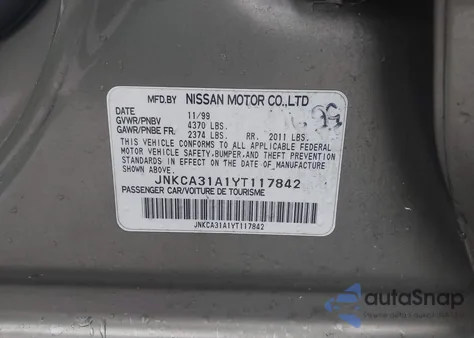 MFD.BY NISSAN MOTOR CO.,LTD
DATE 11/99
GVWR/PNBV 4370 LBS.
GAWR/PNBE FR. 2374 LBS. RR. 2011 LBS.
THIS VEHICLE CONFORMS TO ALL APPLICABLE FEDERAL
MOTOR VEHICLE SAFETY,BUMPER,AND THEFT PREVENTION
STANDARDS IN EFFECT ON THE DATE OF MANUFACTURE
SHOWN ABOVE.
JNKCA31A1YT117842
PASSENGER CAR/VOITURE DE TOURISME
JNKCA31A1YT117842
autoSnap